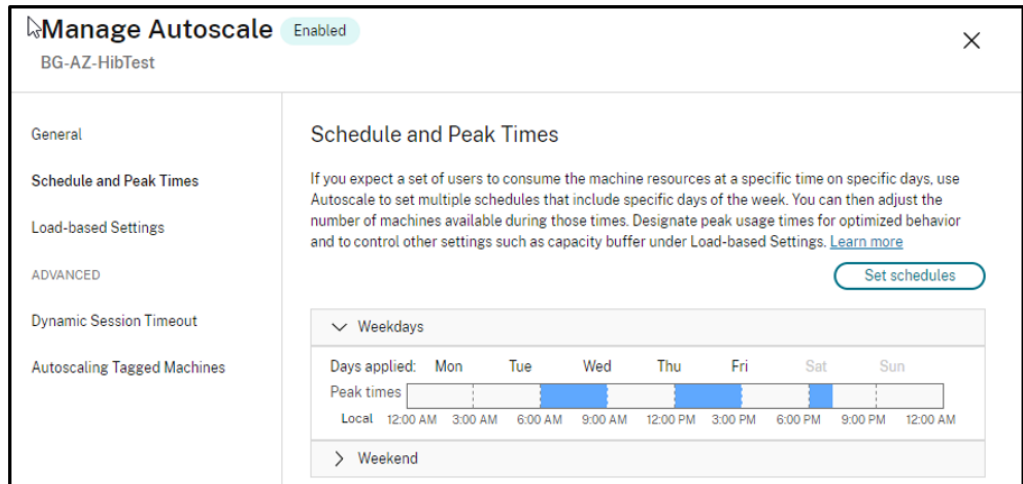 Manage Autoscale Enabled
BG-AZ-HibTest
General
Schedule and Peak Times
Load-based Settings
ADVANCED
Dynamic Session Timeout
Autoscaling Tagged Machines
Schedule and Peak Times
If you expect a set of users to consume the machine resources at a specific time on specific days, use
Autoscale to set multiple schedules that include specific days of the week. You can then adjust the
number of machines available during those times. Designate peak usage times for optimized behavior
and to control other settings such as capacity buffer under Load-based Settings. Learn more
Set schedules
Weekdays
Days applied: Mon Tue Wed Thu Fri Sat Sun
Peak times
Local 12:00 AM 3:00 AM 6:00 AM 9:00 AM 12:00 PM 3:00 PM 6:00 PM 9:00 PM 12:00 AM
Weekend